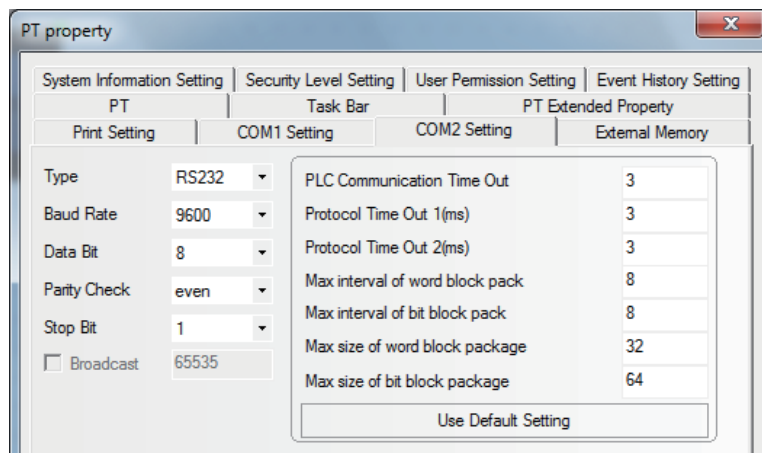 PT property
System Information Setting Security Level Setting User Permission Setting Event History Setting
PT Task Bar PT Extended Property
Print Setting COM1 Setting COM2 Setting External Memory
Type RS232
Baud Rate 9600
Data Bit 8
Parity Check even
Stop Bit 1
Broadcast 65535
PLC Communication Time Out 3
Protocol Time Out 1(ms) 3
Protocol Time Out 2(ms) 3
Max interval of word block pack 8
Max interval of bit block pack 8
Max size of word block package 32
Max size of bit block package 64
Use Default Setting